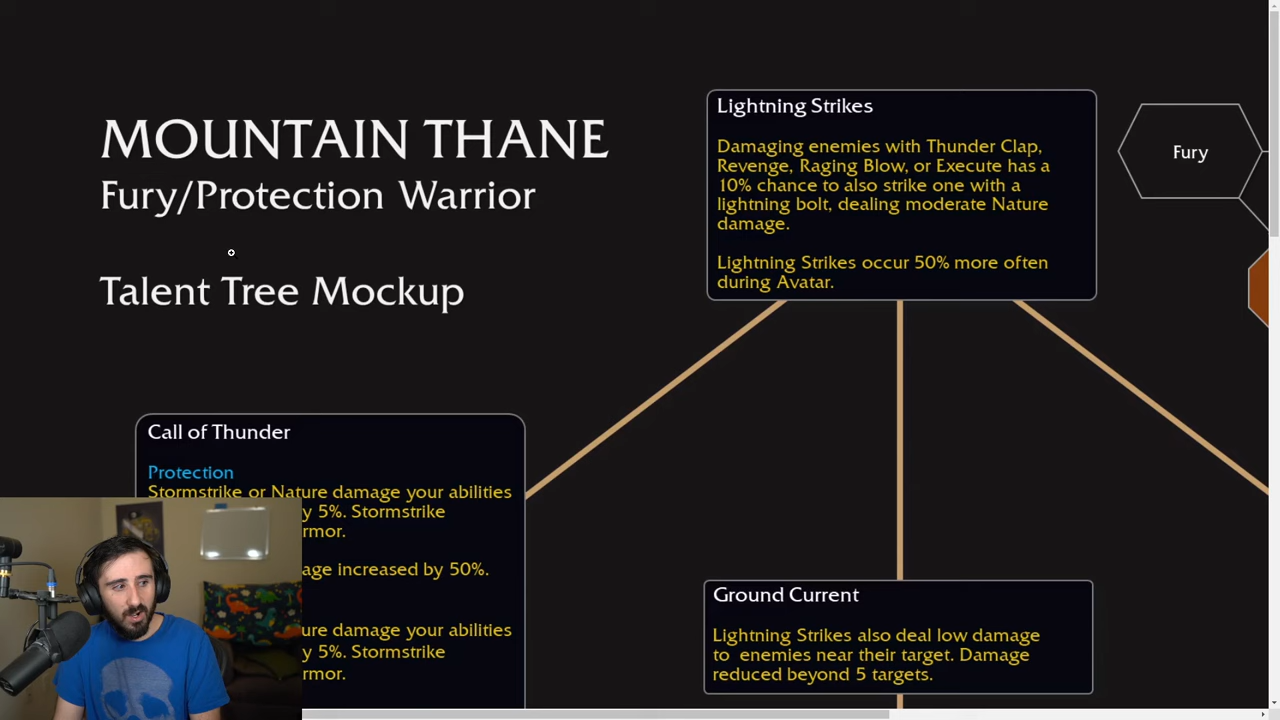 MOUNTAIN THANE
Fury/Protection Warrior
Talent Tree Mockup
Lightning Strikes
Damaging enemies with Thunder Clap,
Revenge, Raging Blow, or Execute has a
10% chance to also strike one with a
lightning bolt, dealing moderate Nature
damage.
Lightning Strikes occur 50% more often
during Avatar.
Fury
Call of Thunder
Protection
Stormstrike or Nature damage your abilities
y 5%. Stormstrike
rmor.
age increased by 50%.
ure damage your abilities
y 5%. Stormstrike
rmor.
Ground Current
Lightning Strikes also deal low damage
to enemies near their target. Damage
reduced beyond 5 targets.